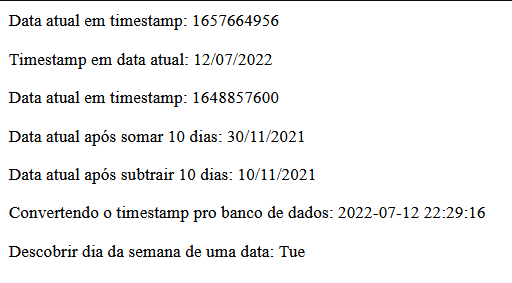 Data atual em timestamp: 1657664956
Timestamp em data atual: 12/07/2022
Data atual em timestamp: 1648857600
Data atual após somar 10 dias: 30/11/2021
Data atual após subtrair 10 dias: 10/11/2021
Convertendo o timestamp pro banco de dados: 2022-07-12 22:29:16
Descobrir dia da semana de uma data: Tue